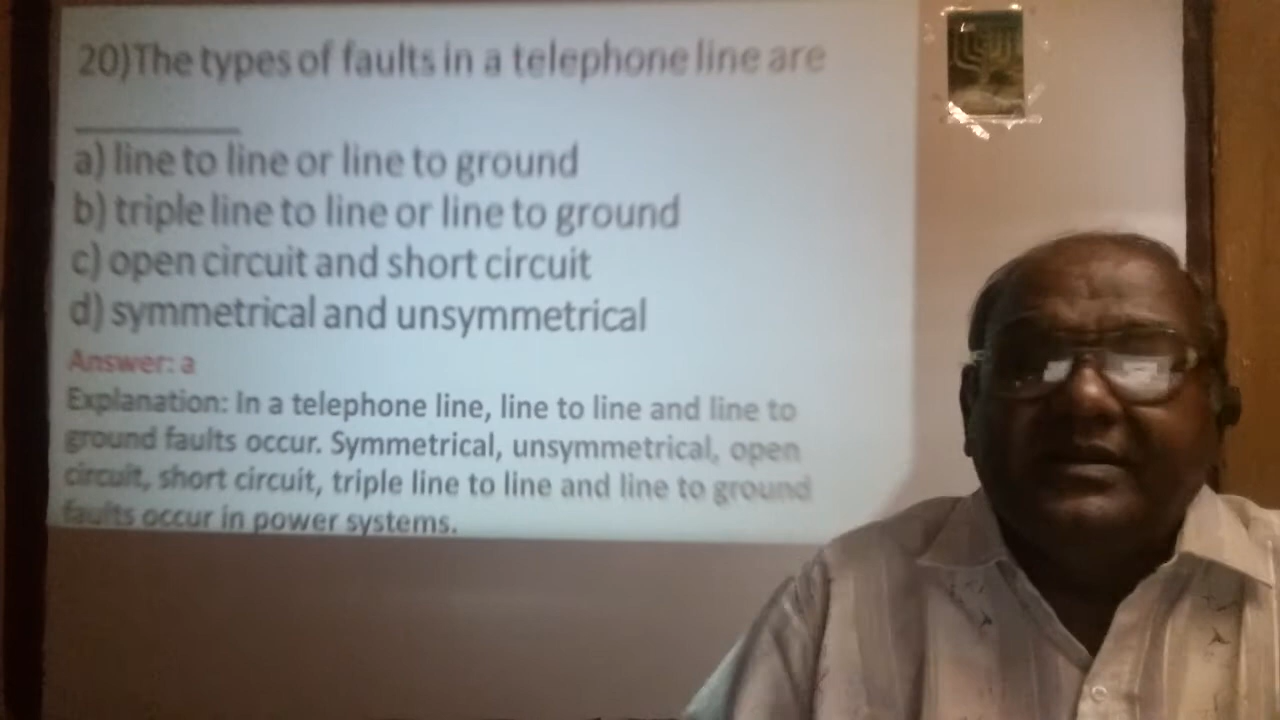 20)The types of faults in a telephone line are
__________
a) line to line or line to ground
b) triple line to line or line to ground
c) open circuit and short circuit
d) symmetrical and unsymmetrical
Answer: a
Explanation: In a telephone line, line to line and line to
ground faults occur. Symmetrical, unsymmetrical, open
circuit, short circuit, triple line to line and line to ground
faults occur in power systems.